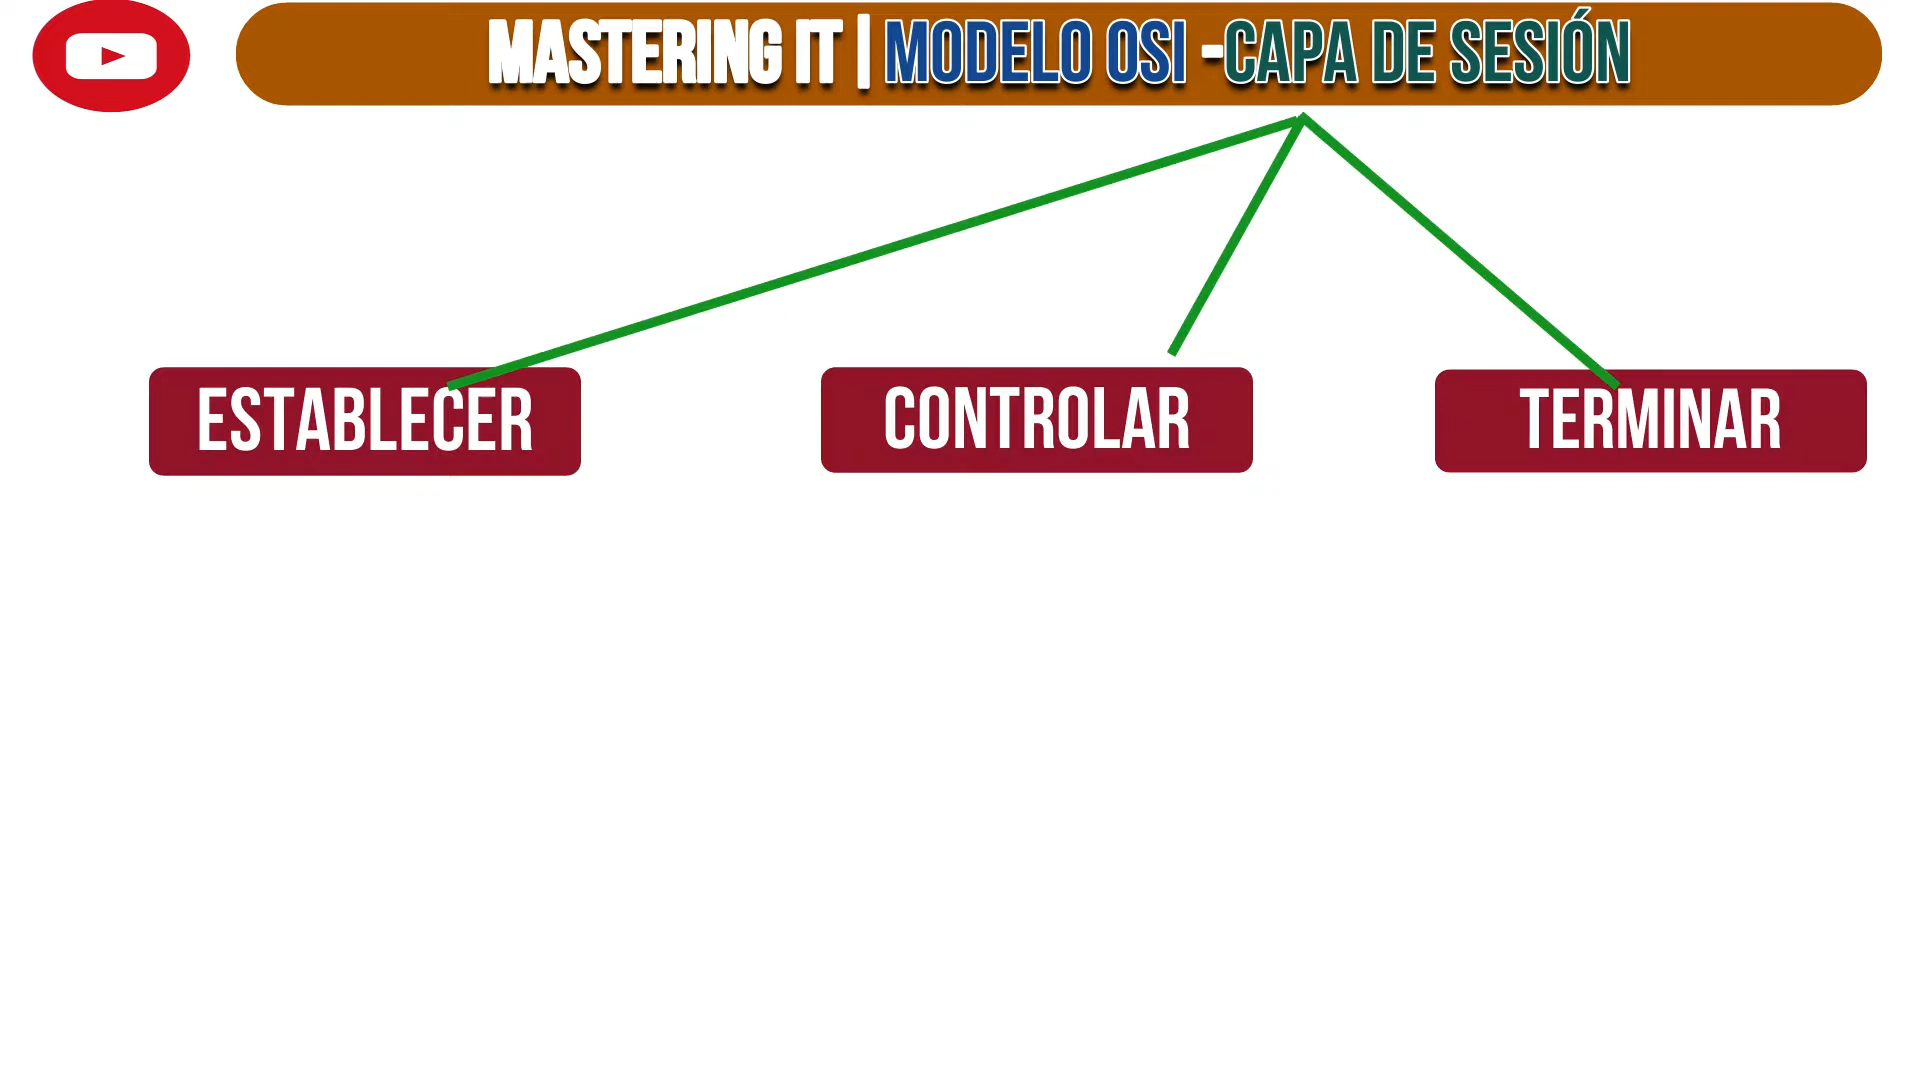 MASTERING IT | MODELO OSI -CAPA DE SESIÓN
ESTABLECER
CONTROLAR
TERMINAR